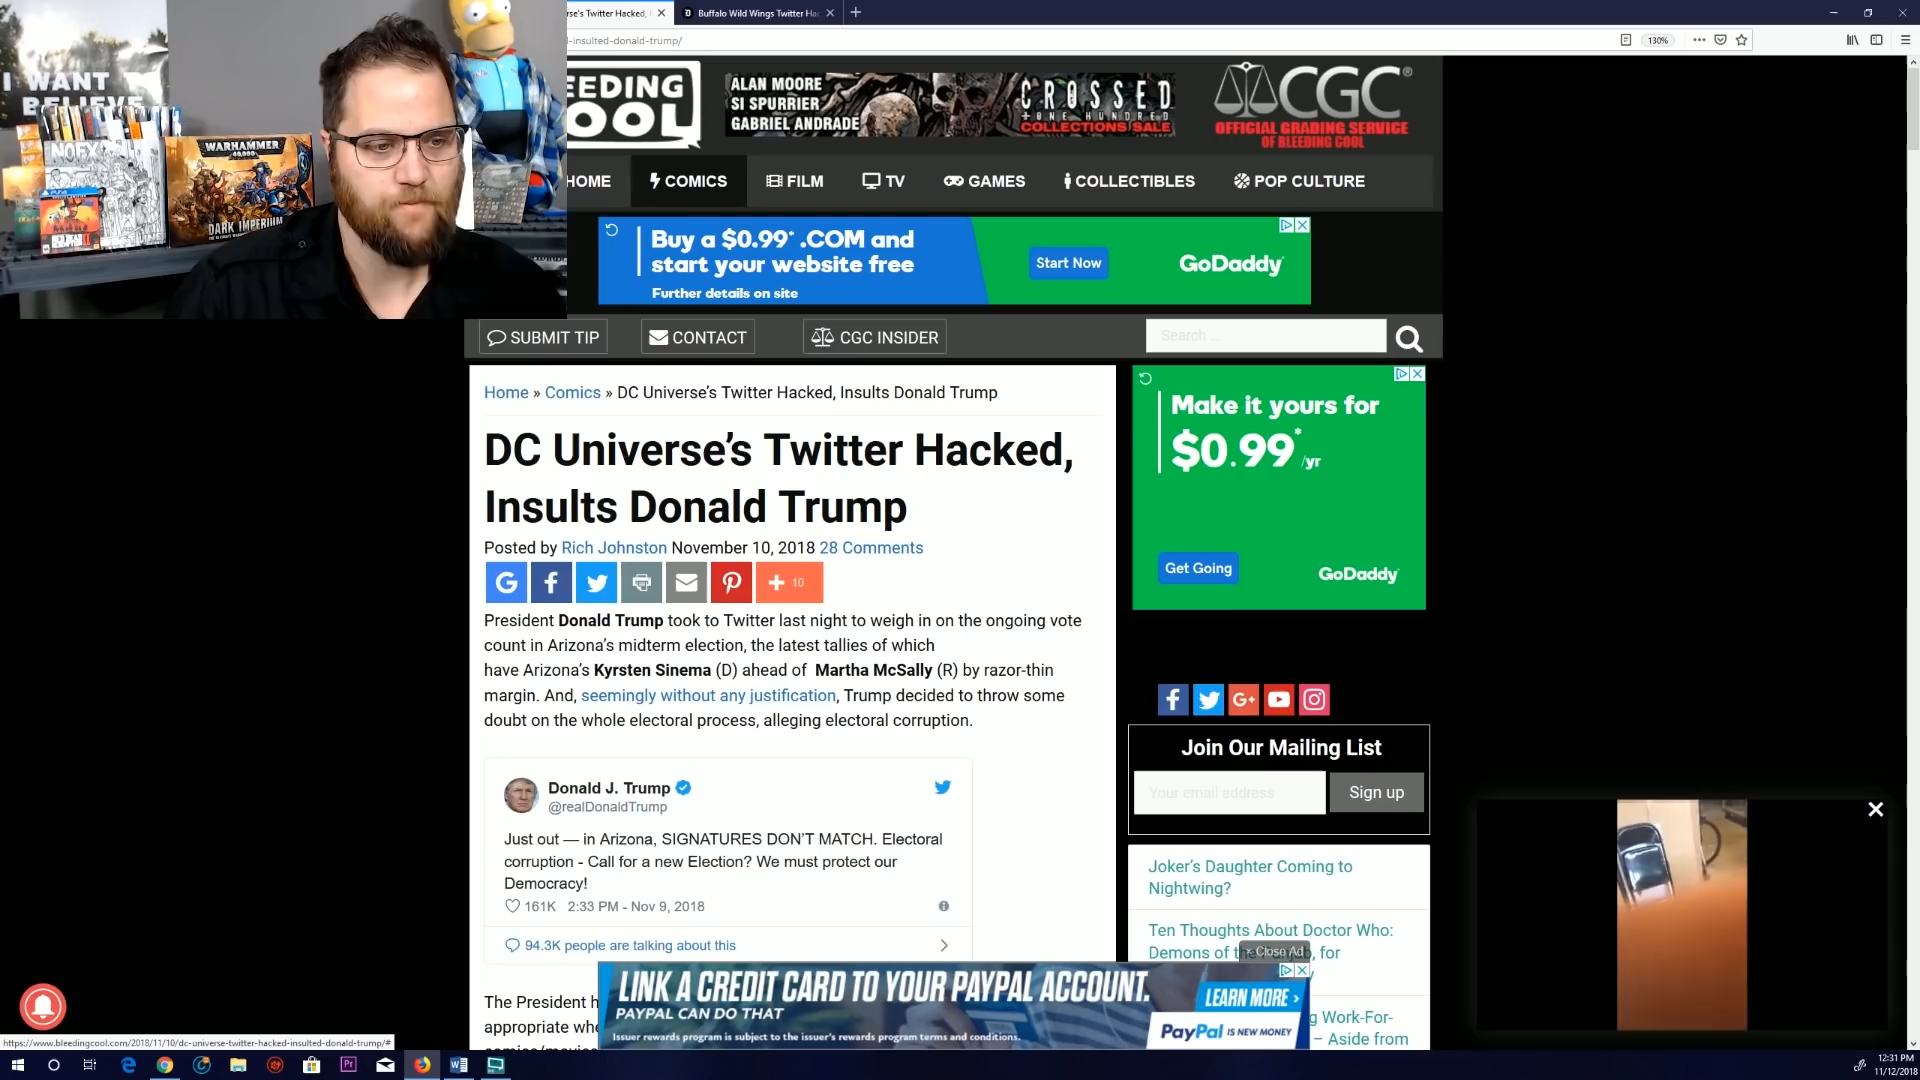 rse's Twitter Hacked,
Buffalo Wild Wings Twitter Ha
l-insulted-donald-trump/
130%
I WANT
BELIEVE
NOFX
WARHAMMER
40,000
DARK IMPERIUM
EEDING
OOL
ALAN MOORE
SI SPURRIER
GABRIEL ANDRADE
CROSSED
+ONE HUNDRED
COLLECTIONS SALE
CGC®
OFFICIAL GRADING SERVICE
OF BLEEDING COOL
HOME
COMICS
FILM
TV
GAMES
COLLECTIBLES
POP CULTURE
Buy a $0.99* .COM and
start your website free
Further details on site
Start Now
GoDaddy
SUBMIT TIP
CONTACT
CGC INSIDER
Search ...
Home » Comics » DC Universe's Twitter Hacked, Insults Donald Trump
DC Universe's Twitter Hacked,
Insults Donald Trump
Posted by Rich Johnston November 10, 2018 28 Comments
10
President Donald Trump took to Twitter last night to weigh in on the ongoing vote
count in Arizona's midterm election, the latest tallies of which
have Arizona's Kyrsten Sinema (D) ahead of Martha McSally (R) by razor-thin
margin. And, seemingly without any justification, Trump decided to throw some
doubt on the whole electoral process, alleging electoral corruption.
Donald J. Trump
@realDonaldTrump
Just out — in Arizona, SIGNATURES DON'T MATCH. Electoral
corruption - Call for a new Election? We must protect our
Democracy!
161K 2:33 PM - Nov 9, 2018
94.3K people are talking about this
The President h
appropriate whe
Make it yours for
$0.99* /yr
Get Going
GoDaddy
Join Our Mailing List
Your email address
Sign up
Joker's Daughter Coming to
Nightwing?
Ten Thoughts About Doctor Who:
Demons of the b, for
× Close Ad
g Work-For-
– Aside from
LINK A CREDIT CARD TO YOUR PAYPAL ACCOUNT.
PAYPAL CAN DO THAT
Issuer rewards program is subject to the issuer's rewards program terms and conditions.
LEARN MORE ›
PayPal IS NEW MONEY
https://www.bleedingcool.com/2018/11/10/dc-universe-twitter-hacked-insulted-donald-trump/#
12:31 PM
11/12/2018